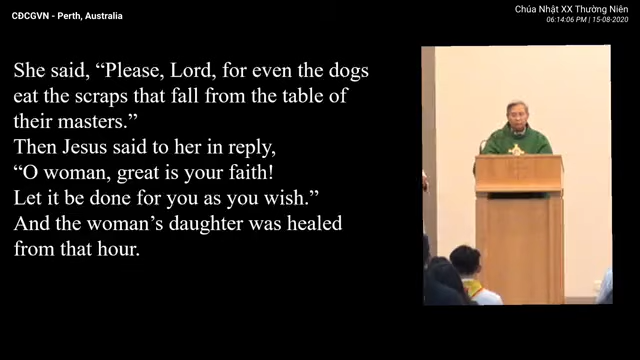 CĐCGVN - Perth, Australia
Chúa Nhật XX Thường Niên
06:14:06 PM | 15-08-2020
She said, “Please, Lord, for even the dogs
eat the scraps that fall from the table of
their masters.”
Then Jesus said to her in reply,
“O woman, great is your faith!
Let it be done for you as you wish.”
And the woman’s daughter was healed
from that hour.